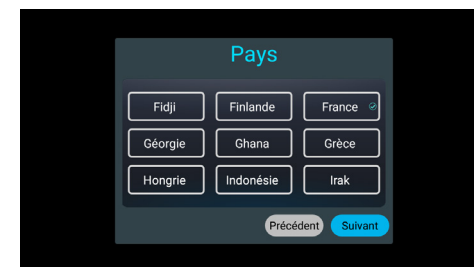 Pays
Fidji Finlande France
Géorgie Ghana Grèce
Hongrie Indonésie Irak
Précédent Suivant